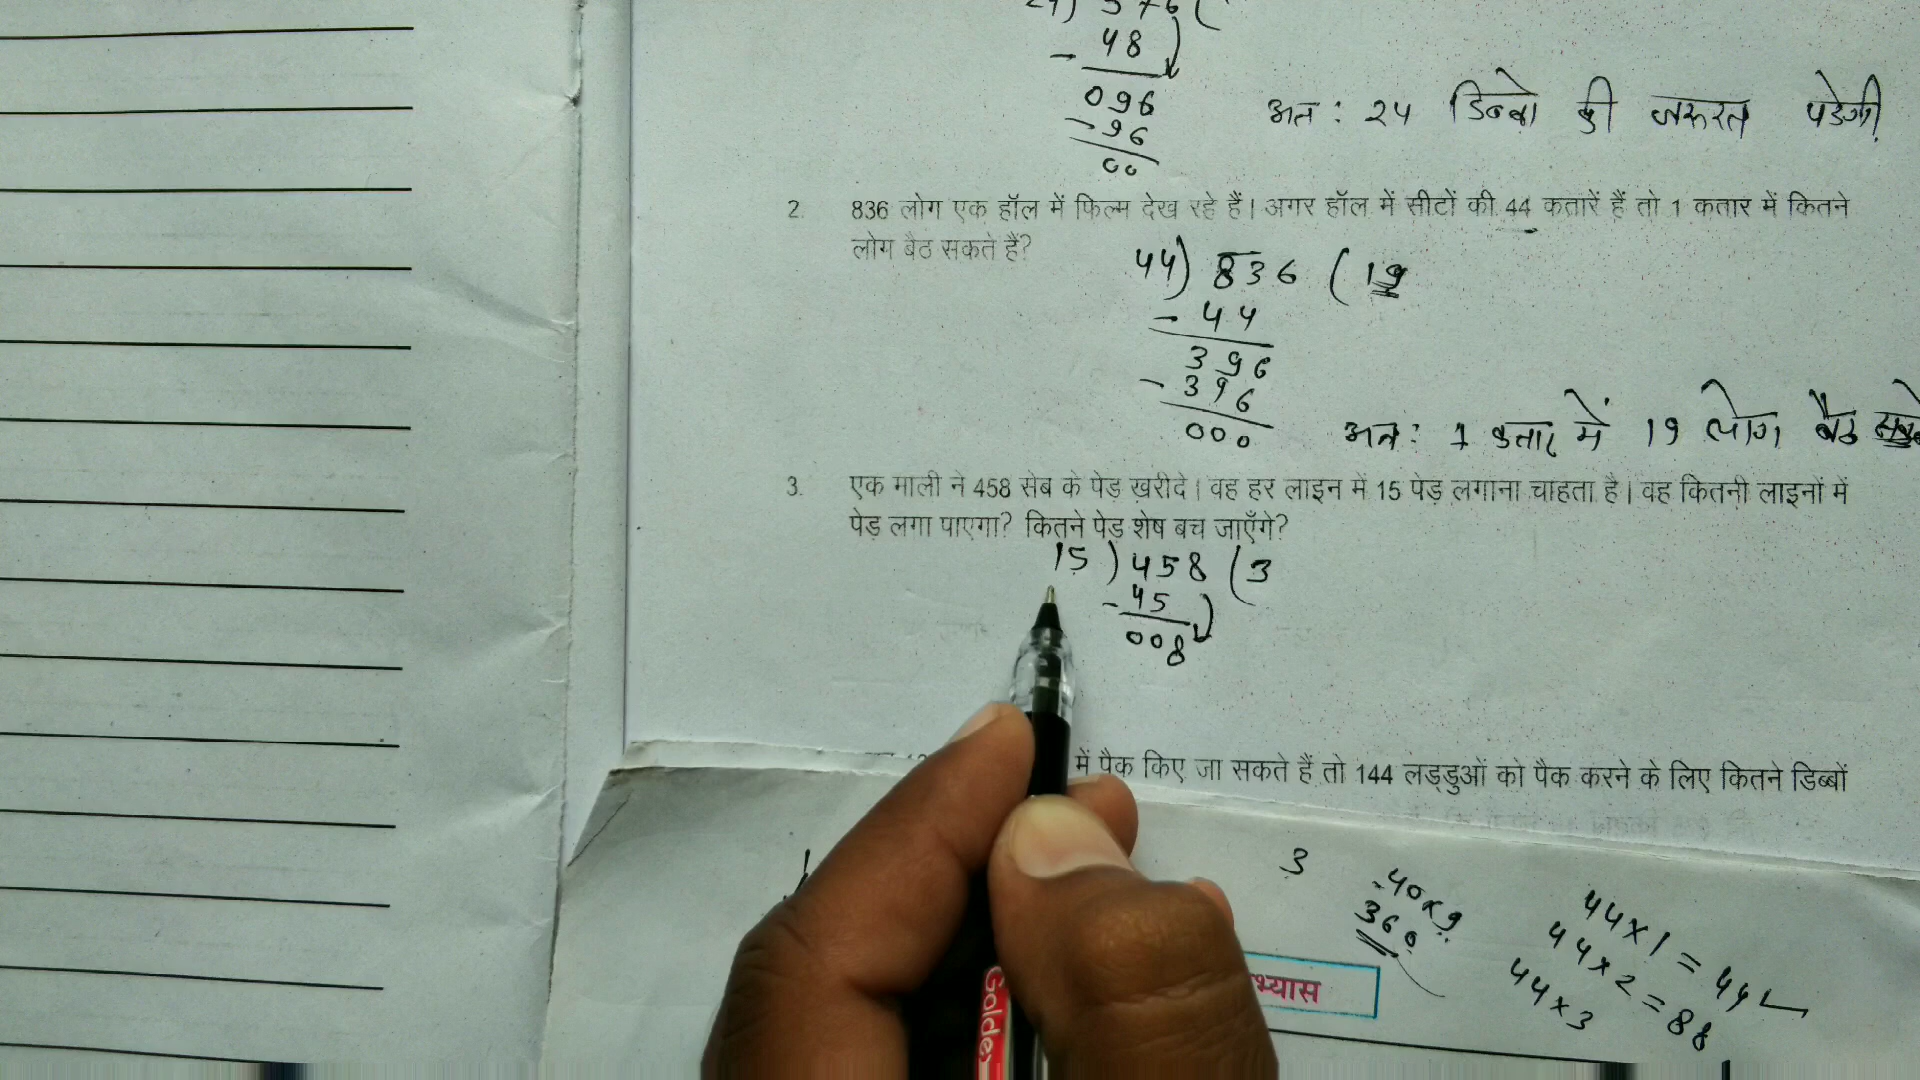 - 48
096
- 96
00
अत: 24 डिब्बो की जरूरत पडेगी
2. 836 लोग एक हॉल में फिल्म देख रहे हैं। अगर हॉल में सीटों की 44 कतारें हैं तो 1 कतार में कितने
लोग बैठ सकते हैं?
44) 836 (19
- 44
396
- 396
000
अत: 1 कतार में 19 लोग बैठ
3. एक माली ने 458 सेब के पेड़ ख़रीदे। वह हर लाइन में 15 पेड़ लगाना चाहता है। वह कितनी लाइनों में
पेड़ लगा पाएगा? कितने पेड़ शेष बच जाएँगे?
15) 458 (3
- 45
008
में पैक किए जा सकते हैं तो 144 लड्डुओं को पैक करने के लिए कितने डिब्बों
3
40x9
360
44x1 = 44
44x2 = 88
44x3
भ्यास
Golde